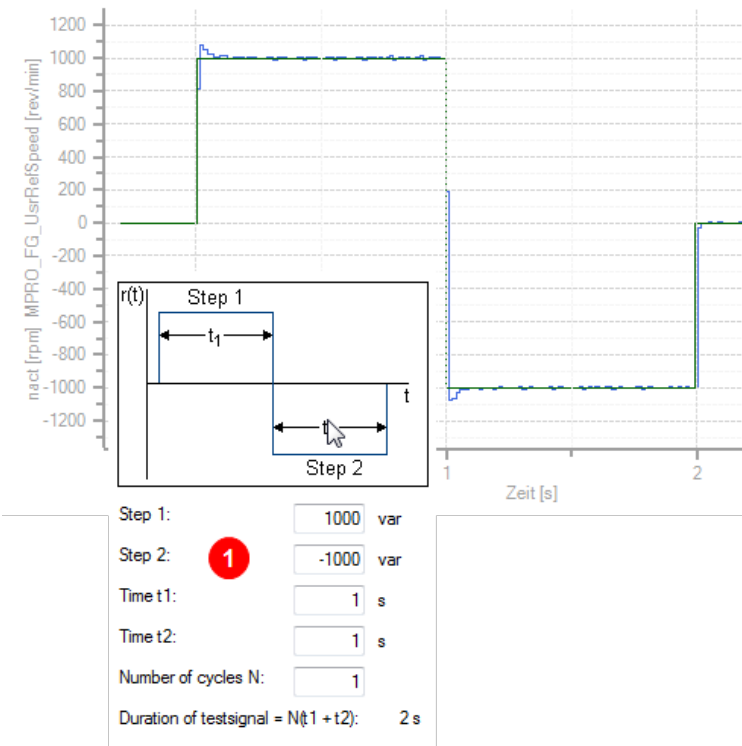 1200
1000
800
600
400
200
0
-200
-400
-600
-800
-1000
-1200
nact [rpm]  MPRO_FG_UsrRefSpeed [rev/min]
r(t)
Step 1
t1
t
t
Step 2
1
2
Zeit [s]
Step 1: 1000 var
Step 2: -1000 var
1
Time t1: 1 s
Time t2: 1 s
Number of cycles N: 1
Duration of testsignal = N(t1 + t2): 2 s